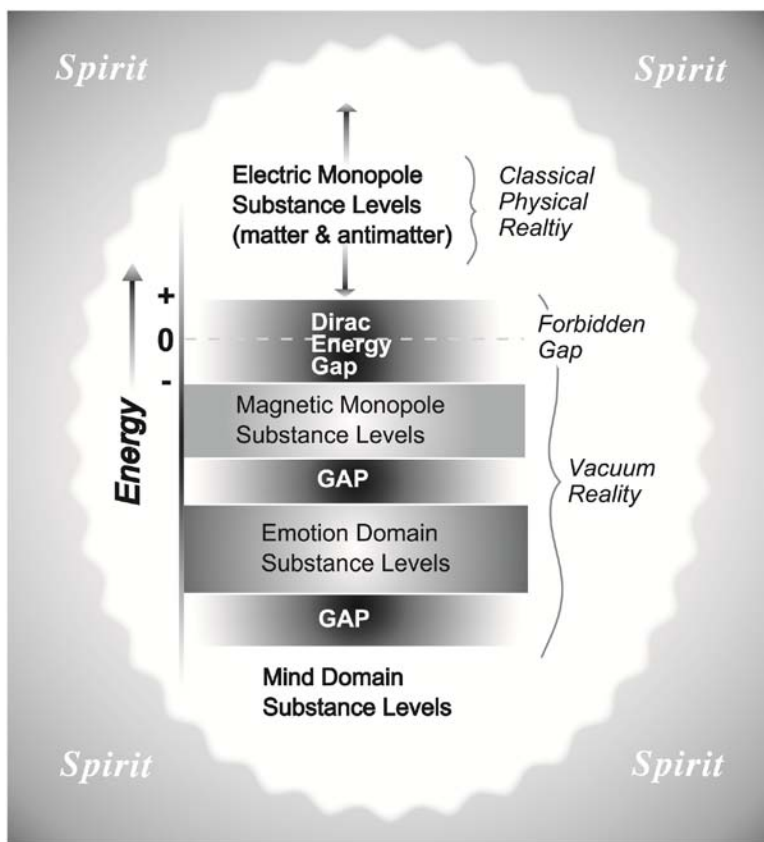 Spirit
Spirit
Electric Monopole
Substance Levels
(matter & antimatter)
Classical
Physical
Realtiy
Energy
+
0
-
Dirac
Energy
Gap
Forbidden
Gap
Magnetic Monopole
Substance Levels
GAP
Vacuum
Reality
Emotion Domain
Substance Levels
GAP
Mind Domain
Substance Levels
Spirit
Spirit